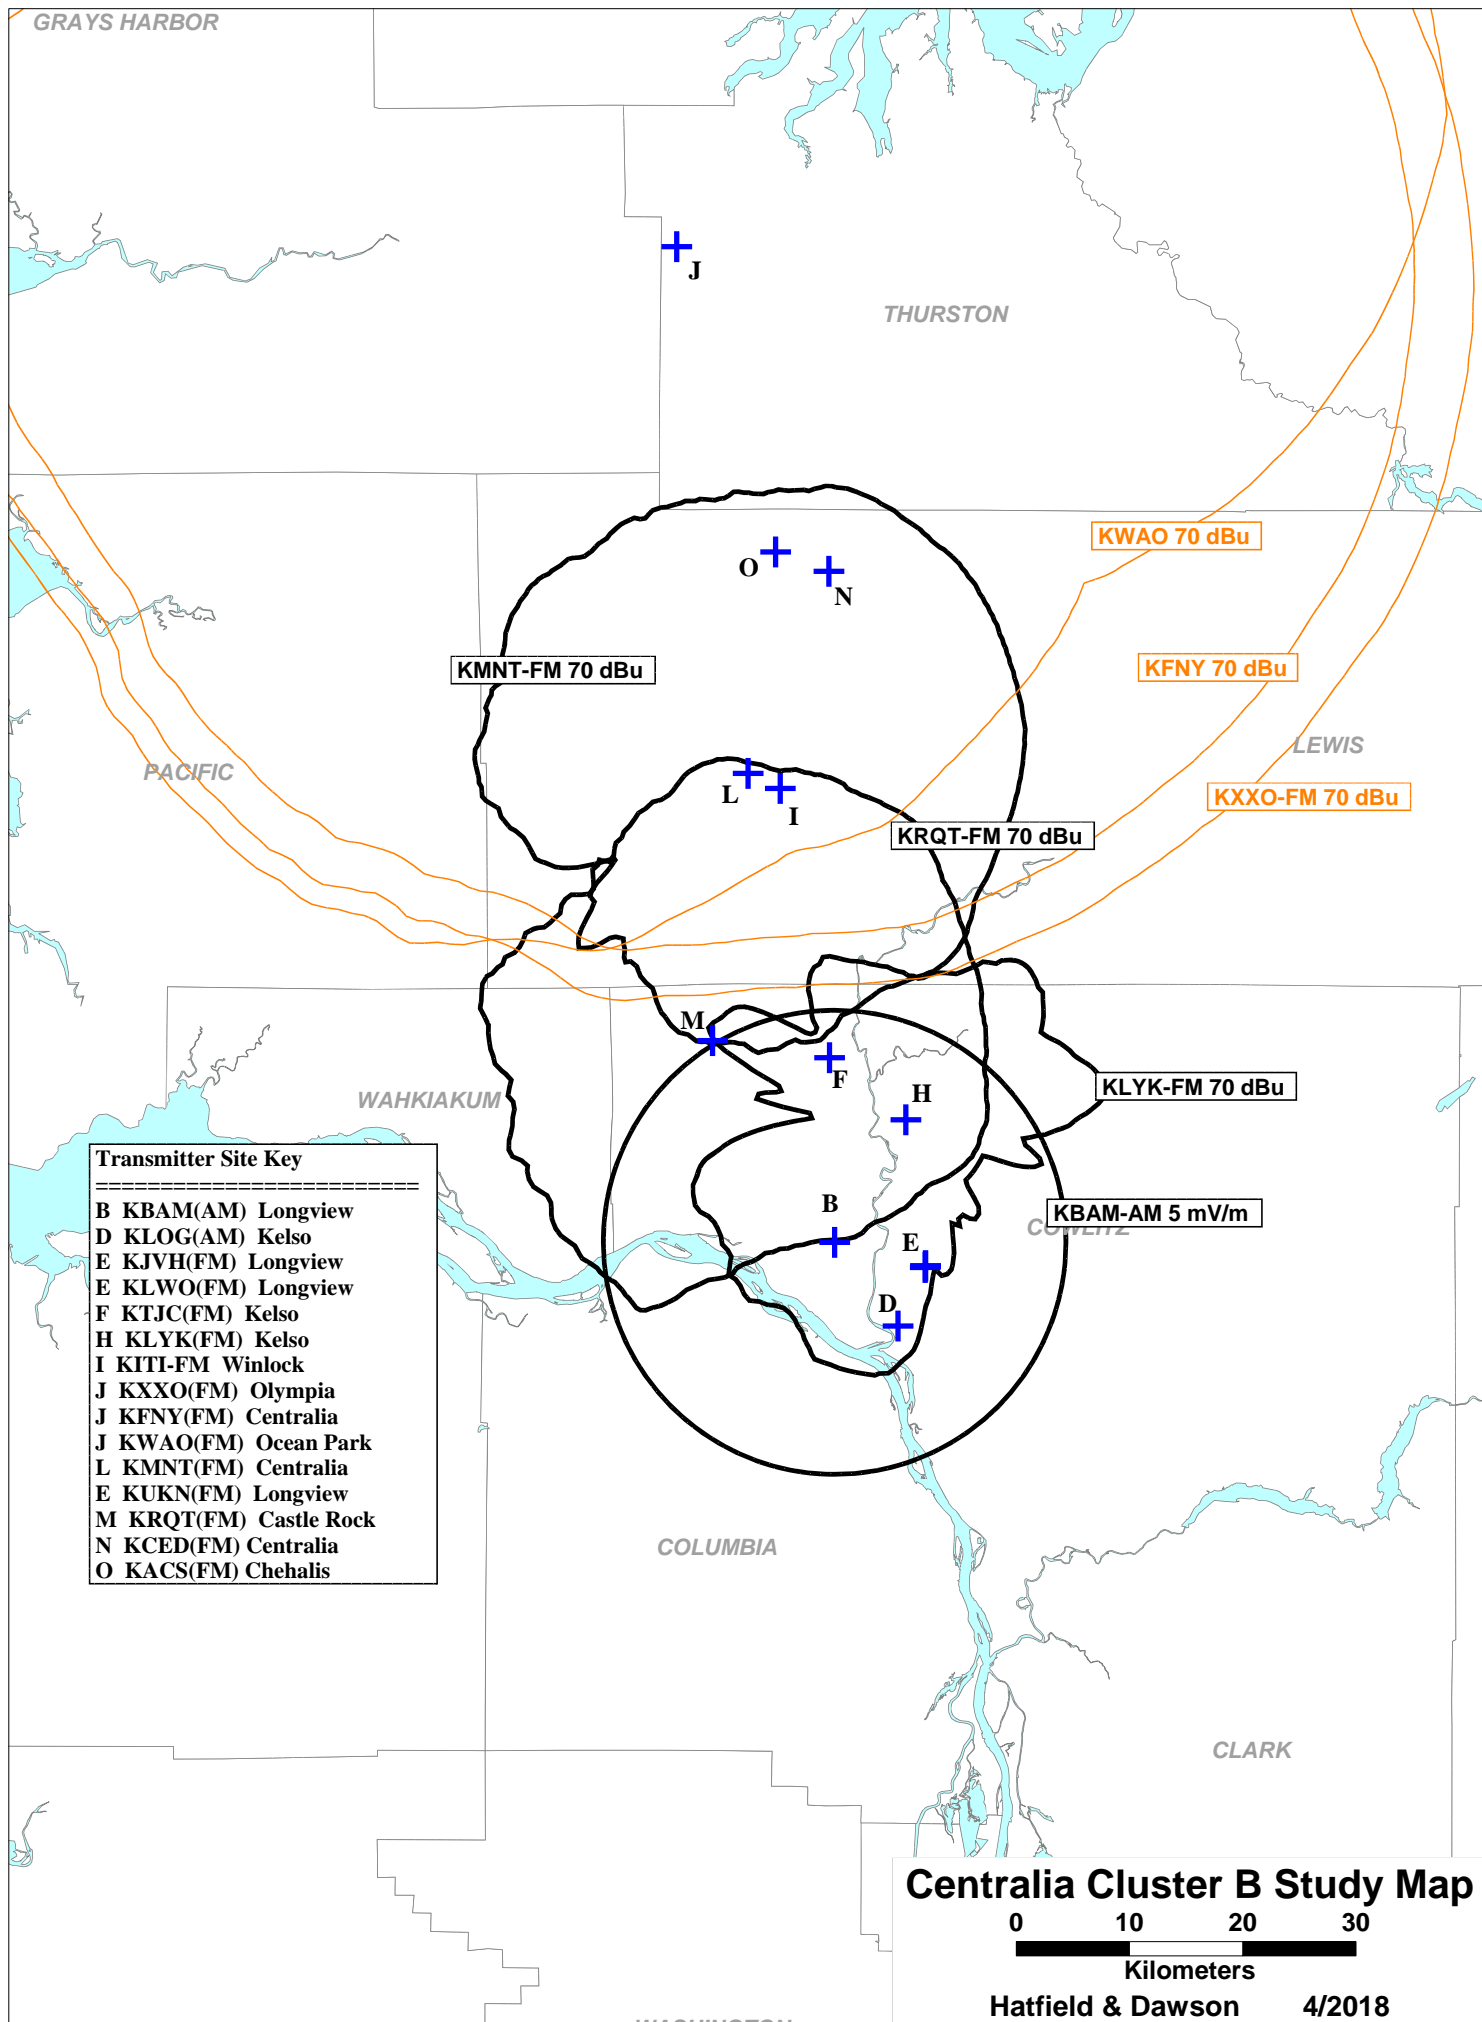 GRAYS HARBOR
J
THURSTON
KWAO 70 dBu
O
N
KMNT-FM 70 dBu
KFNY 70 dBu
LEWIS
PACIFIC
L
I
KXXO-FM 70 dBu
KRQT-FM 70 dBu
M
F
KLYK-FM 70 dBu
H
WAHKIAKUM
Transmitter Site Key
=========================
B KBAM(AM) Longview
D KLOG(AM) Kelso
E KJVH(FM) Longview
E KLWO(FM) Longview
F KTJC(FM) Kelso
H KLYK(FM) Kelso
I KITI-FM Winlock
J KXXO(FM) Olympia
J KFNY(FM) Centralia
J KWAO(FM) Ocean Park
L KMNT(FM) Centralia
E KUKN(FM) Longview
M KRQT(FM) Castle Rock
N KCED(FM) Centralia
O KACS(FM) Chehalis
B
KBAM-AM 5 mV/m
COWLITZ
E
D
COLUMBIA
CLARK
Centralia Cluster B Study Map
0 10 20 30
Kilometers
Hatfield & Dawson 4/2018
WASHINGTON